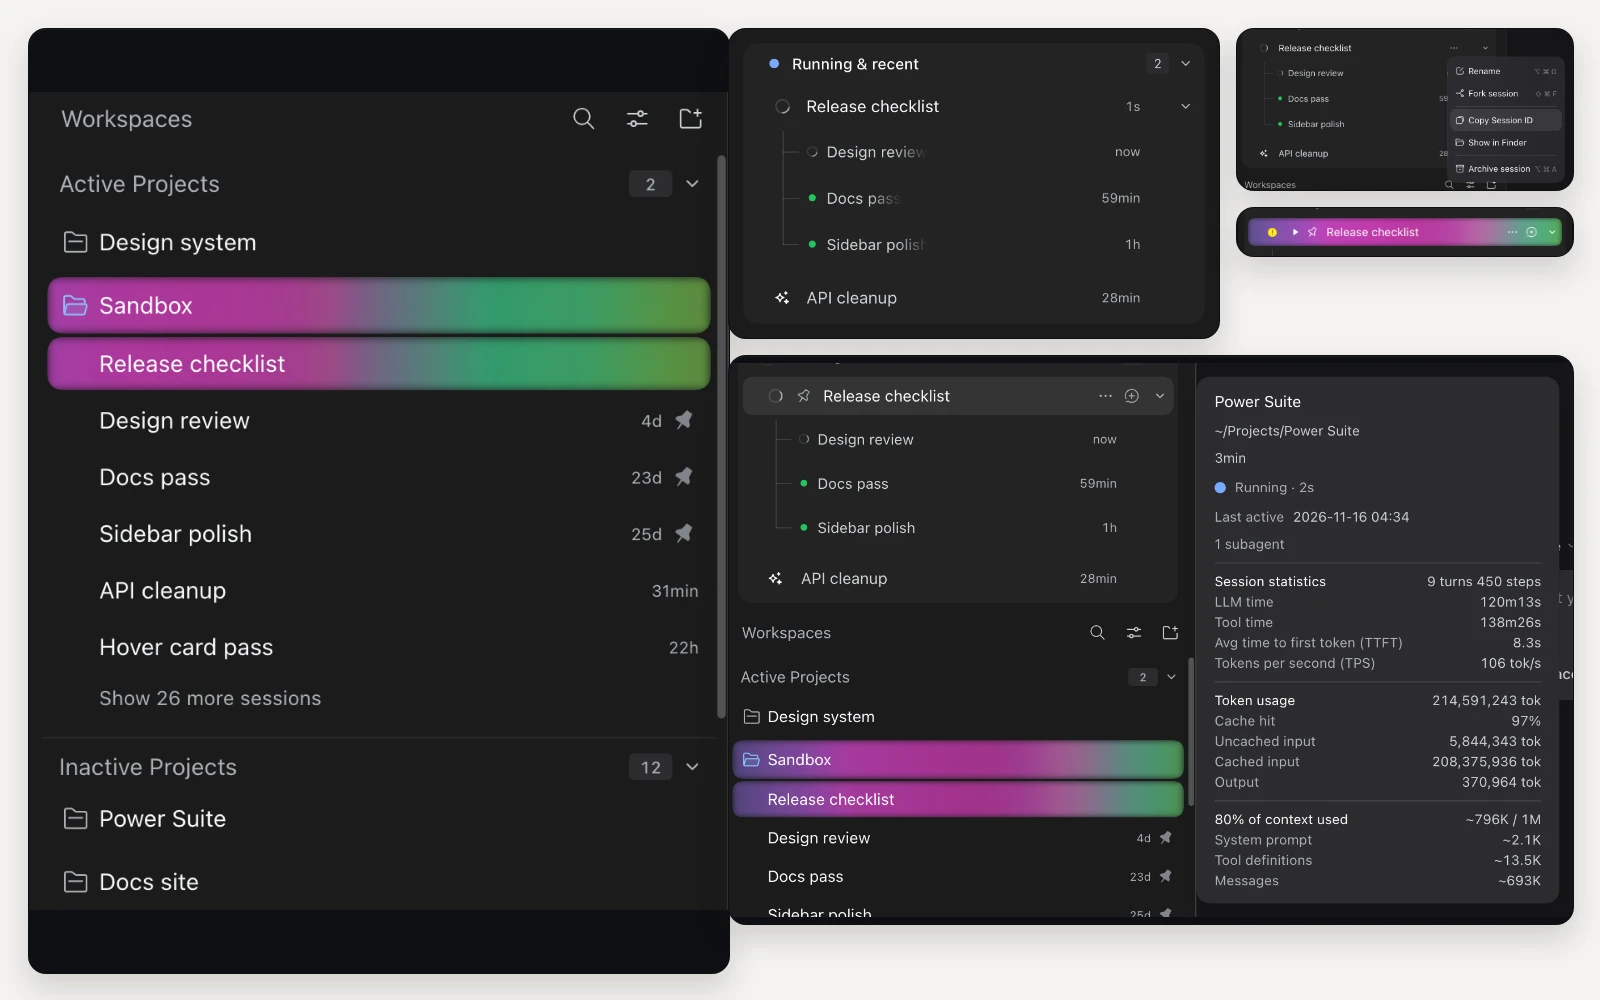 Workspaces
Active Projects 2
Design system
Sandbox
Release checklist
Design review 4d
Docs pass 23d
Sidebar polish 25d
API cleanup 31min
Hover card pass 22h
Show 26 more sessions
Inactive Projects 12
Power Suite
Docs site
Running & recent 2
Release checklist 1s
Design review now
Docs pass 59min
Sidebar polish 1h
API cleanup 28min
Release checklist
Design review
Docs pass 59
Sidebar polish
API cleanup 28
Workspaces
Rename ⌥ ⌘ D
Fork session ⇧ ⌘ F
Copy Session ID
Show in Finder
Archive session ⌥ ⌘ A
Release checklist
Release checklist
Design review now
Docs pass 59min
Sidebar polish 1h
API cleanup 28min
Workspaces
Active Projects 2
Design system
Sandbox
Release checklist
Design review 4d
Docs pass 23d
Sidebar polish 25d
Power Suite
~/Projects/Power Suite
3min
Running · 2s
Last active 2026-11-16 04:34
1 subagent
Session statistics 9 turns 450 steps
LLM time 120m13s
Tool time 138m26s
Avg time to first token (TTFT) 8.3s
Tokens per second (TPS) 106 tok/s
Token usage 214,591,243 tok
Cache hit 97%
Uncached input 5,844,343 tok
Cached input 208,375,936 tok
Output 370,964 tok
80% of context used ~796K / 1M
System prompt ~2.1K
Tool definitions ~13.5K
Messages ~693K